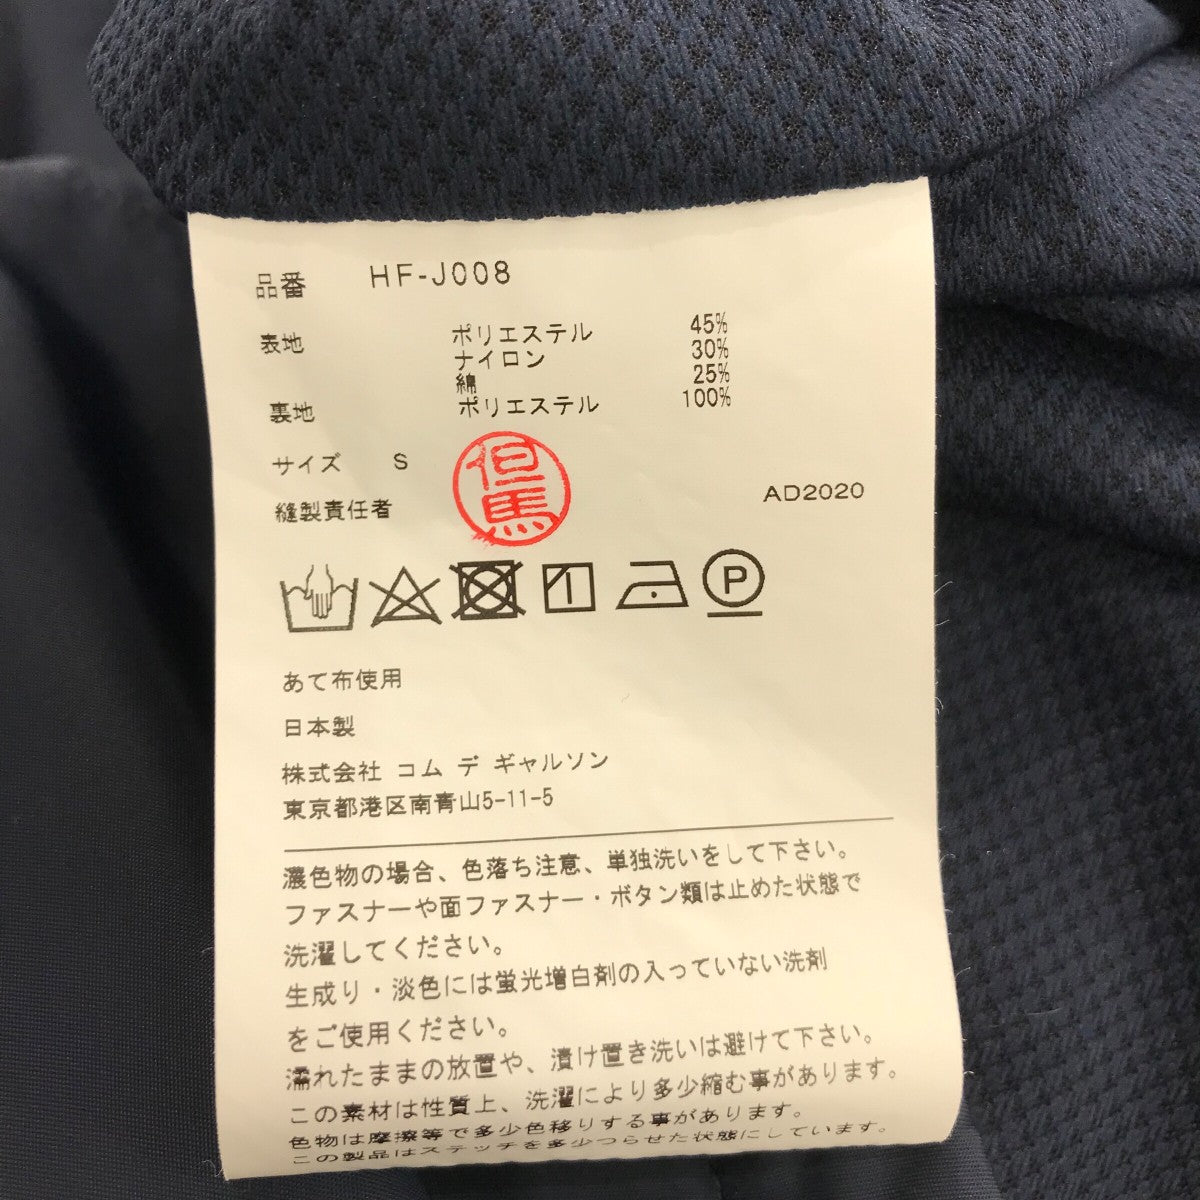 品番 HF-J008
表地 ポリエステル 45%
ナイロン 30%
綿 25%
裏地 ポリエステル 100%
サイズ S
縫製責任者 但馬 AD2020
P
あて布使用
日本製
株式会社 コム デ ギャルソン
東京都港区南青山5-11-5
濃色物の場合、色落ち注意、単独洗いをして下さい。
ファスナーや面ファスナー・ボタン類は止めた状態で
洗濯してください。
生成り・淡色には蛍光増白剤の入っていない洗剤
をご使用ください。
濡れたままの放置や、漬け置き洗いは避けて下さい。
この素材は性質上、洗濯により多少縮む事があります。
色物は摩擦等で多少色移りする事があります。
この製品はステッチを多少つらせた状態にしています。